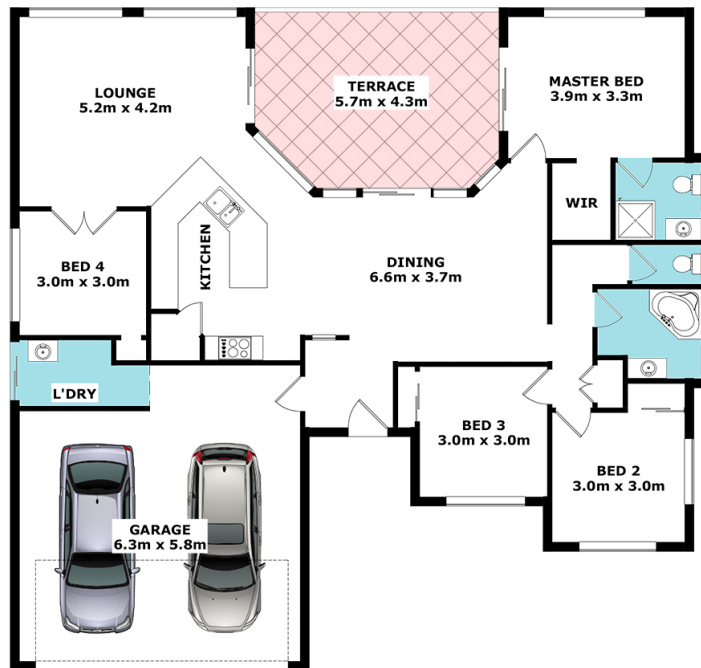 LOUNGE
5.2m x 4.2m
TERRACE
5.7m x 4.3m
MASTER BED
3.9m x 3.3m
WIR
KITCHEN
BED 4
3.0m x 3.0m
DINING
6.6m x 3.7m
L'DRY
BED 3
3.0m x 3.0m
BED 2
3.0m x 3.0m
GARAGE
6.3m x 5.8m